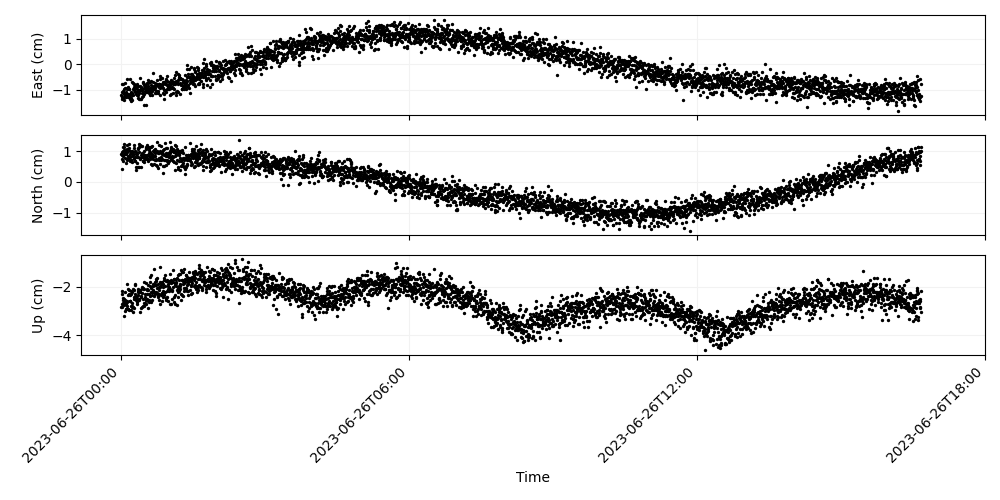 East (cm)
1
0
−1
North (cm)
1
0
−1
Up (cm)
−2
−4
2023-06-26T00:00
2023-06-26T06:00
2023-06-26T12:00
2023-06-26T18:00
Time